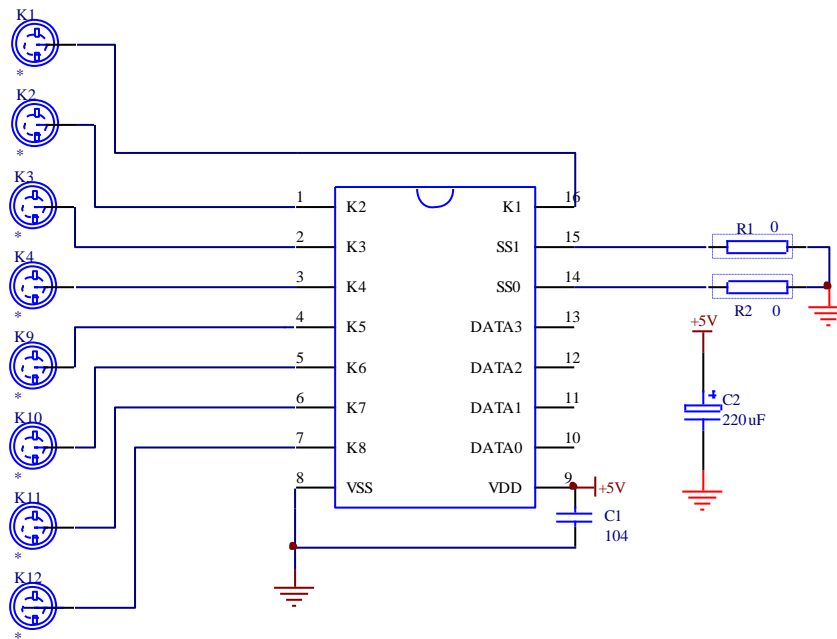 K1
*
K2
*
K3
*
K4
*
K9
*
K10
*
K11
*
K12
*
1 K2 K1 16
2 K3 SS1 15
3 K4 SS0 14
4 K5 DATA3 13
5 K6 DATA2 12
6 K7 DATA1 11
7 K8 DATA0 10
8 VSS VDD 9
R1 0
R2 0
+5V
C2
220uF
+5V
C1
104